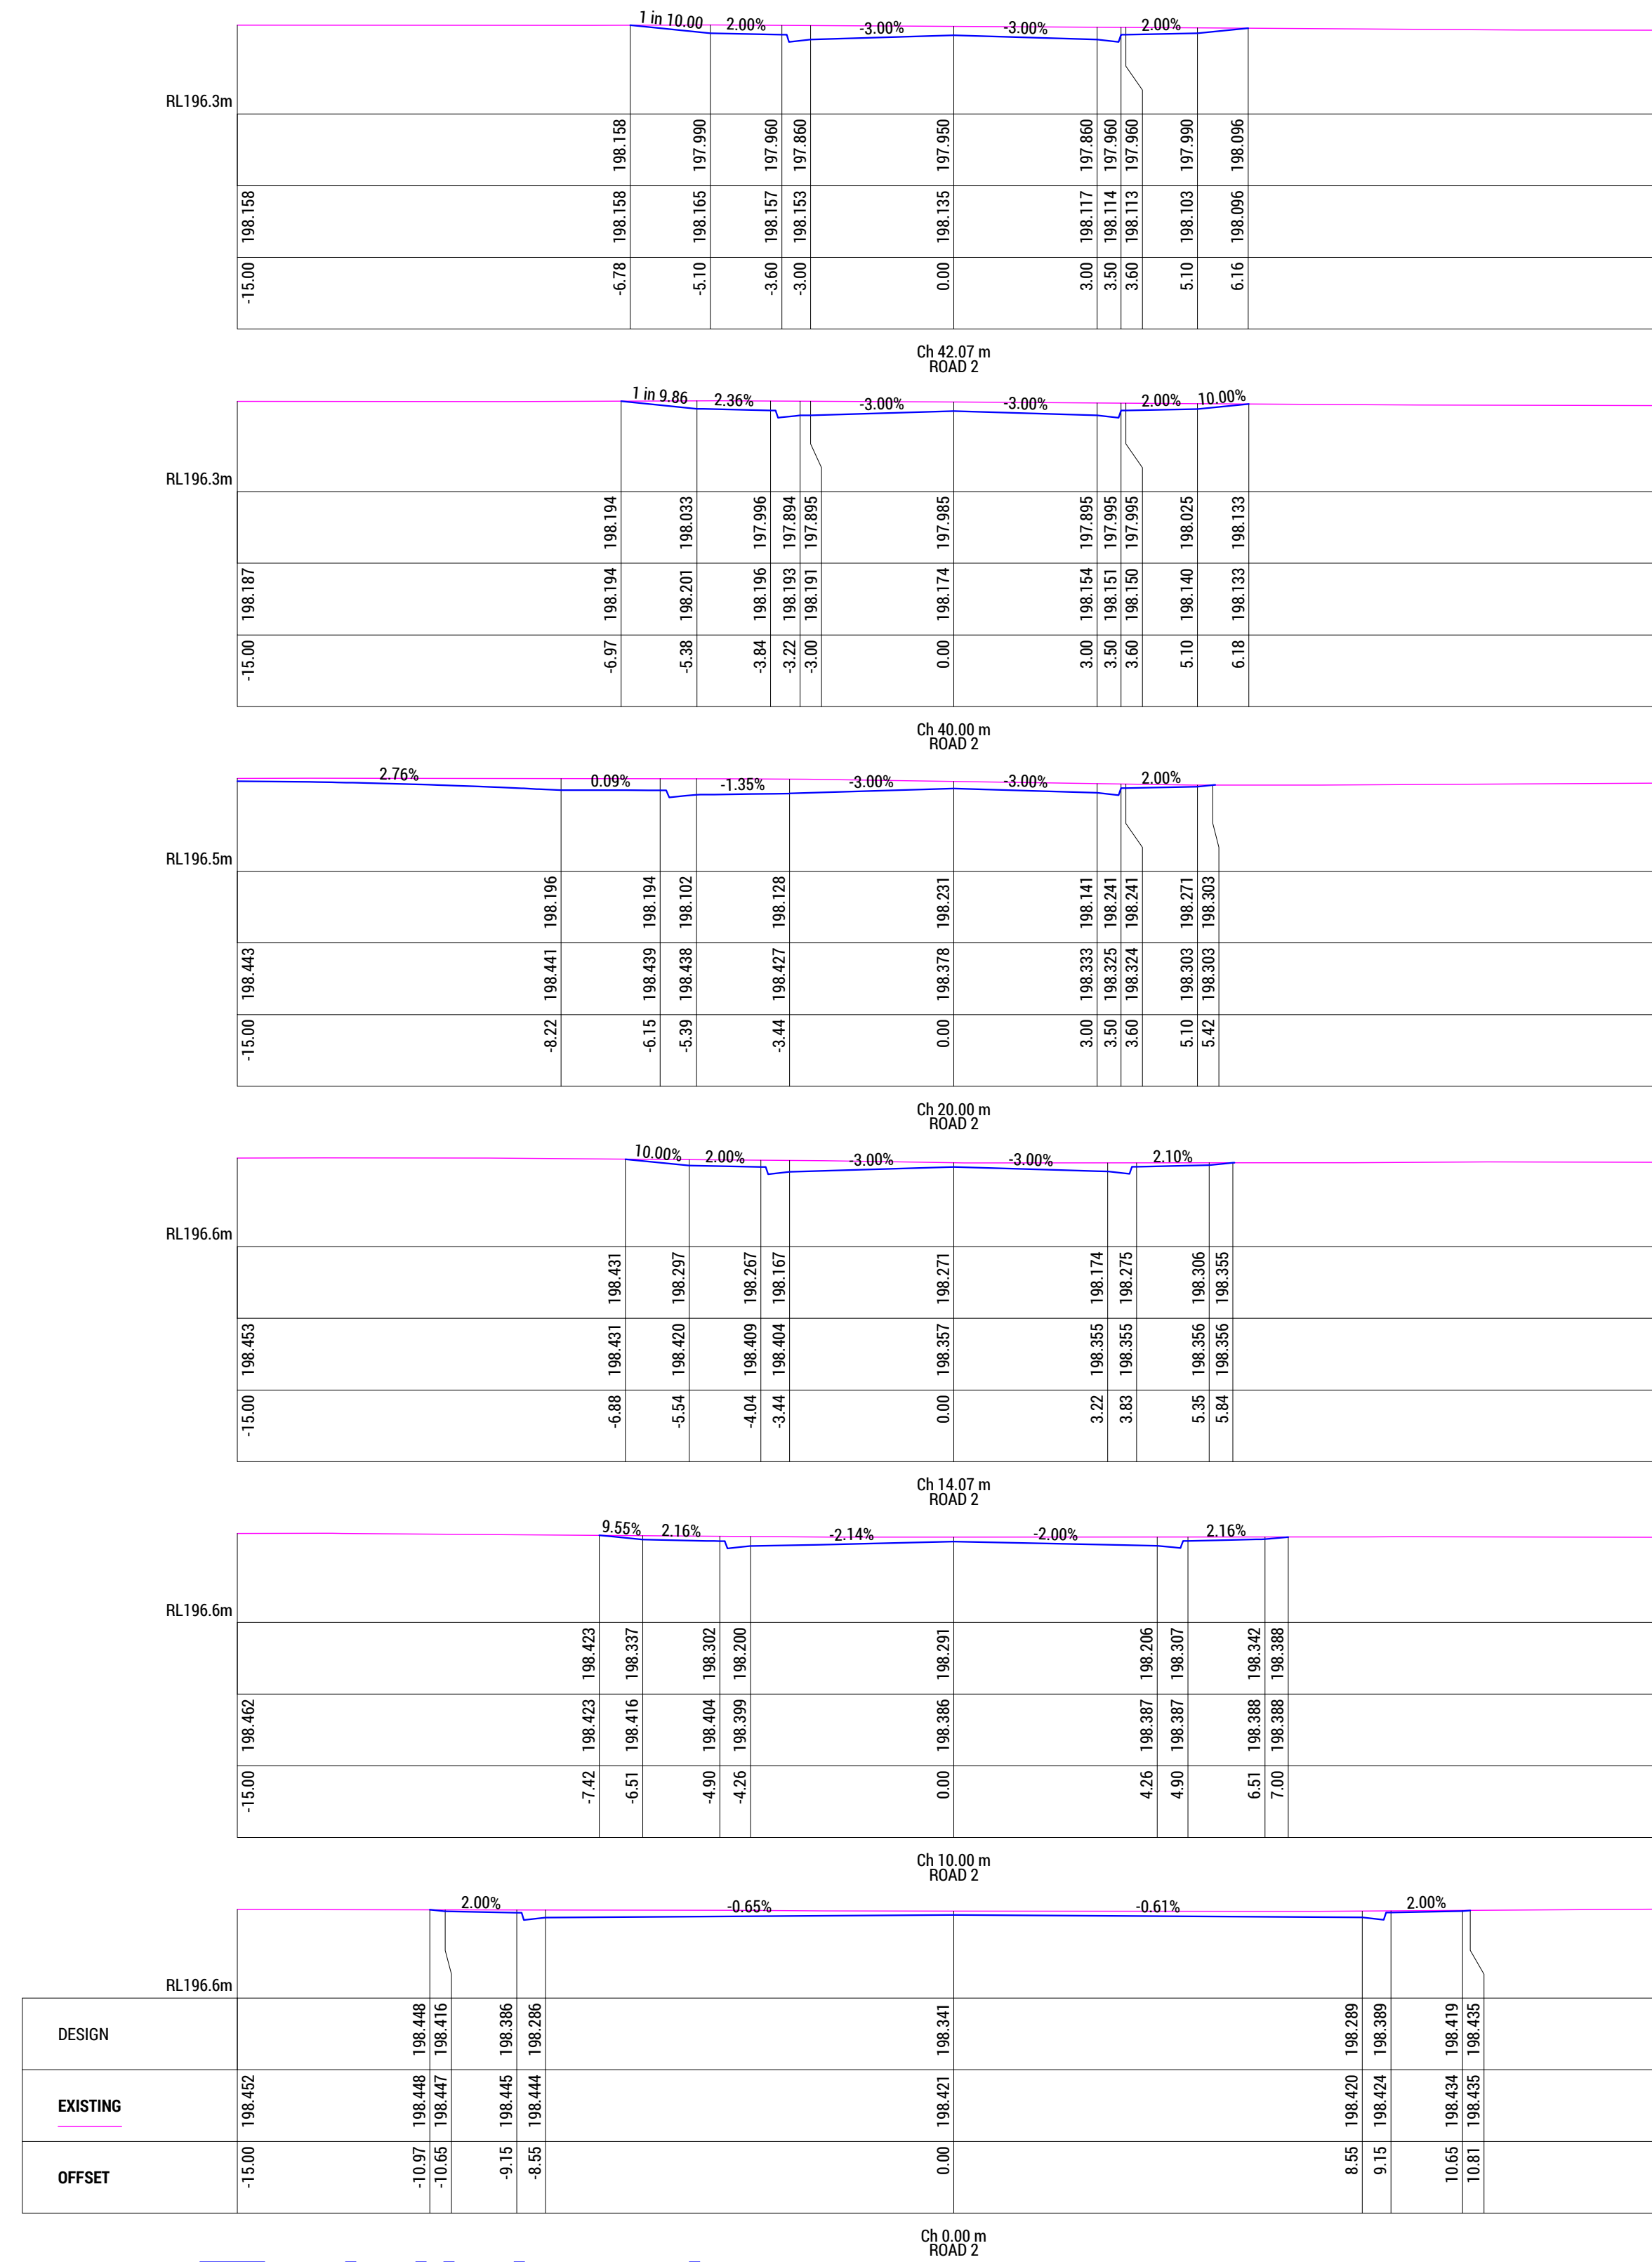 1 in 10.00 2.00% -3.00% -3.00% 2.00%
RL196.3m
198.158 197.990 197.960 197.860 197.950 197.860 197.960 197.960 197.990 198.096
198.158 198.158 198.165 198.157 198.153 198.135 198.117 198.114 198.113 198.103 198.096
-15.00 -6.78 -5.10 -3.60 -3.00 0.00 3.00 3.50 3.60 5.10 6.16
Ch 42.07 m
ROAD 2
1 in 9.86 2.36% -3.00% -3.00% 2.00% 10.00%
RL196.3m
198.194 198.033 197.996 197.894 197.895 197.985 197.895 197.995 197.995 198.025 198.133
198.187 198.194 198.201 198.196 198.193 198.191 198.174 198.154 198.151 198.150 198.140 198.133
-15.00 -6.97 -5.38 -3.84 -3.22 -3.00 0.00 3.00 3.50 3.60 5.10 6.18
Ch 40.00 m
ROAD 2
2.76% 0.09% -1.35% -3.00% -3.00% 2.00%
RL196.5m
198.196 198.194 198.102 198.128 198.231 198.141 198.241 198.241 198.271 198.303
198.443 198.441 198.439 198.438 198.427 198.378 198.333 198.325 198.324 198.303 198.303
-15.00 -8.22 -6.15 -5.39 -3.44 0.00 3.00 3.50 3.60 5.10 5.42
Ch 20.00 m
ROAD 2
10.00% 2.00% -3.00% -3.00% 2.10%
RL196.6m
198.431 198.297 198.267 198.167 198.271 198.174 198.275 198.306 198.355
198.453 198.431 198.420 198.409 198.404 198.357 198.355 198.355 198.356 198.356
-15.00 -6.88 -5.54 -4.04 -3.44 0.00 3.22 3.83 5.35 5.84
Ch 14.07 m
ROAD 2
9.55% 2.16% -2.14% -2.00% 2.16%
RL196.6m
198.423 198.337 198.302 198.200 198.291 198.206 198.307 198.342 198.388
198.462 198.423 198.416 198.404 198.399 198.386 198.387 198.387 198.388 198.388
-15.00 -7.42 -6.51 -4.90 -4.26 0.00 4.26 4.90 6.51 7.00
Ch 10.00 m
ROAD 2
2.00% -0.65% -0.61% 2.00%
RL196.6m
DESIGN 198.448 198.416 198.386 198.286 198.341 198.289 198.389 198.419 198.435
EXISTING 198.452 198.448 198.447 198.445 198.444 198.421 198.420 198.424 198.434 198.435
OFFSET -15.00 -10.97 -10.65 -9.15 -8.55 0.00 8.55 9.15 10.65 10.81
Ch 0.00 m
ROAD 2